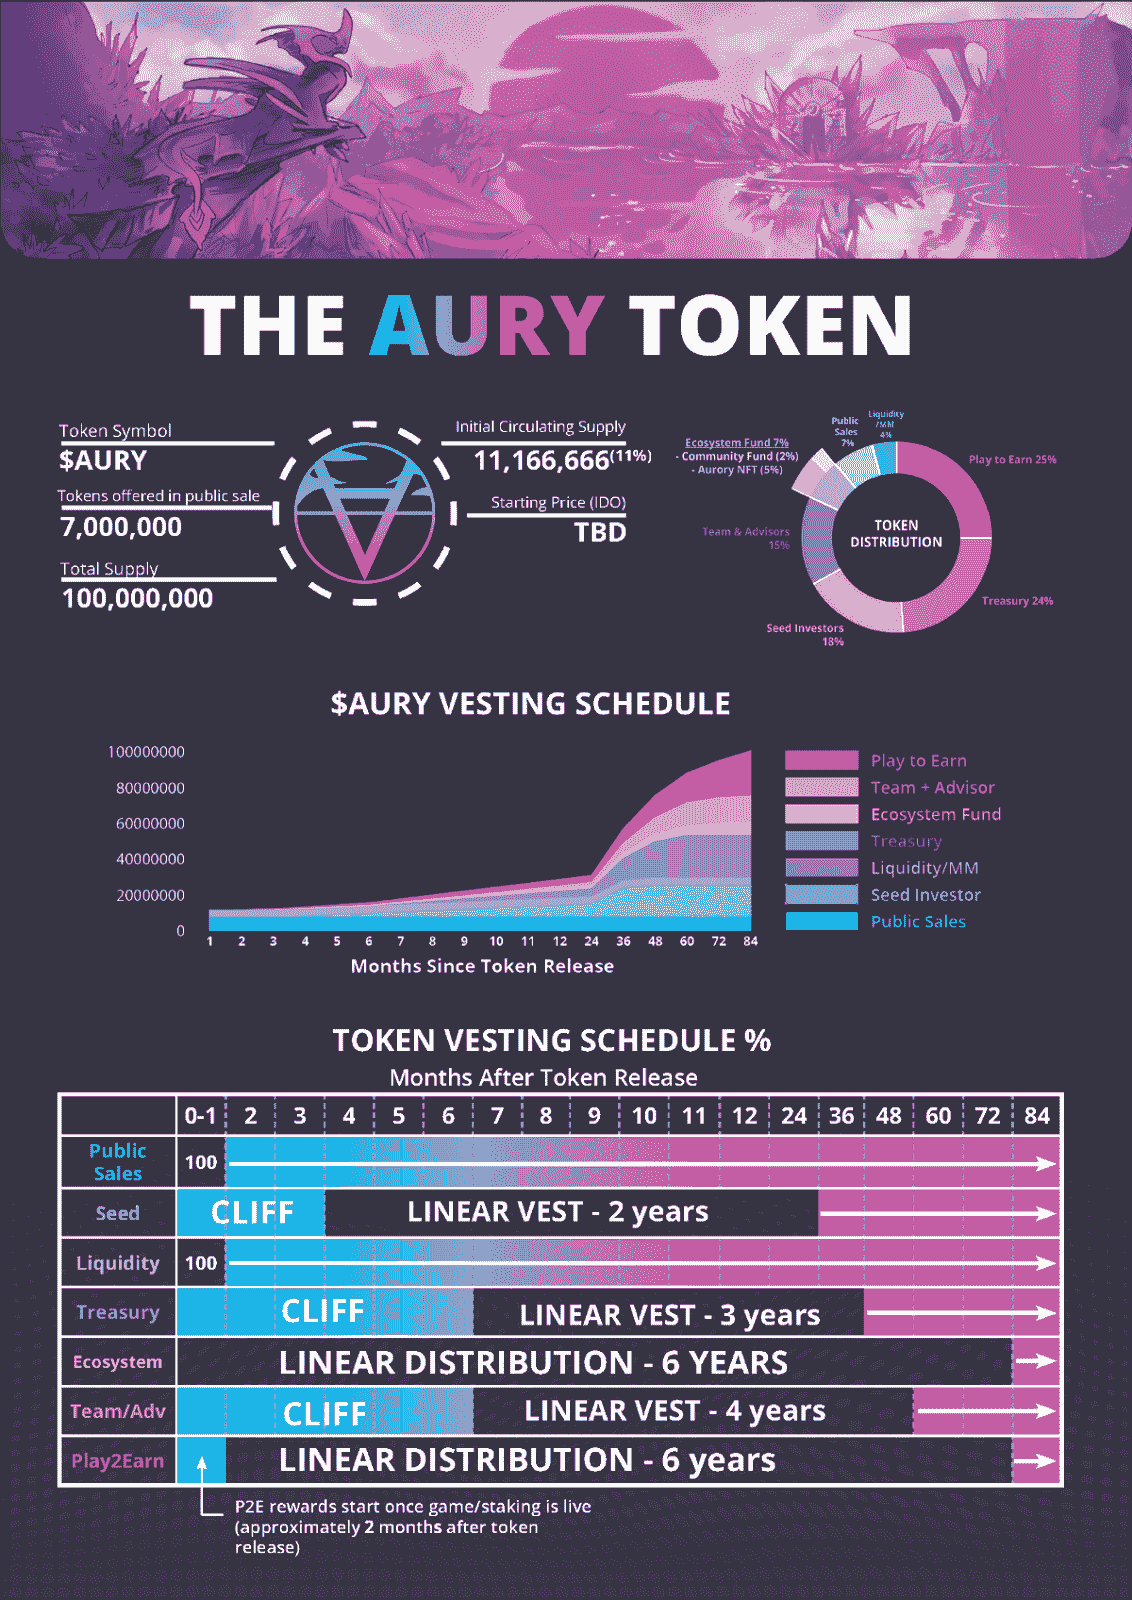 THE AURY TOKEN
Token Symbol
$AURY
Tokens offered in public sale
7,000,000
Total Supply
100,000,000
Initial Circulating Supply
11,166,666(11%)
Starting Price (IDO)
TBD
Public
Sales
7%
Liquidity
/MM
4%
Ecosystem Fund 7%
- Community Fund (2%)
- Aurory NFT (5%)
Play to Earn 25%
Team & Advisors
15%
TOKEN
DISTRIBUTION
Treasury 24%
Seed Investors
18%
$AURY VESTING SCHEDULE
100000000
80000000
60000000
40000000
20000000
0
1 2 3 4 5 6 7 8 9 10 11 12 24 36 48 60 72 84
Months Since Token Release
Play to Earn
Team + Advisor
Ecosystem Fund
Treasury
Liquidity/MM
Seed Investor
Public Sales
TOKEN VESTING SCHEDULE %
Months After Token Release
0-1 2 3 4 5 6 7 8 9 10 11 12 24 36 48 60 72 84
Public
Sales
100
Seed CLIFF LINEAR VEST - 2 years
Liquidity 100
Treasury CLIFF LINEAR VEST - 3 years
Ecosystem LINEAR DISTRIBUTION - 6 YEARS
Team/Adv CLIFF LINEAR VEST - 4 years
Play2Earn LINEAR DISTRIBUTION - 6 years
P2E rewards start once game/staking is live
(approximately 2 months after token
release)